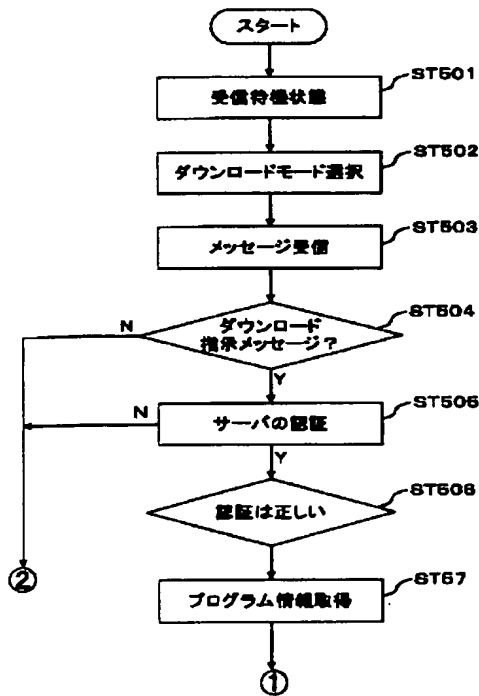 スタート
ST501
受信待機状態
ST502
ダウンロードモード選択
ST503
メッセージ受信
ST504
N
ダウンロード
指示メッセージ?
Y
ST505
N
サーバの認証
Y
ST506
認証は正しい
②
ST57
プログラム情報取得
①